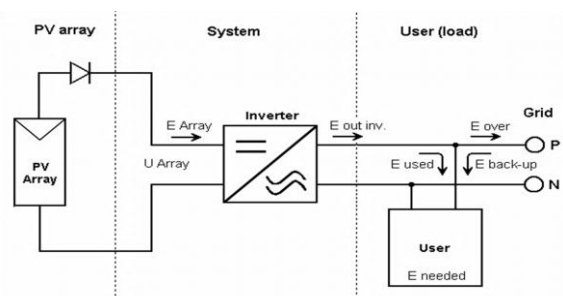 PV array
System
User (load)
Inverter
Grid
E Array
E out inv.
E over
P
PV
Array
U Array
E used
E back-up
N
User
E needed